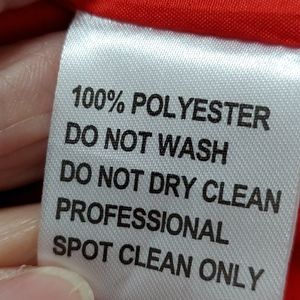 100% POLYESTER
DO NOT WASH
DO NOT DRY CLEAN
PROFESSIONAL
SPOT CLEAN ONLY